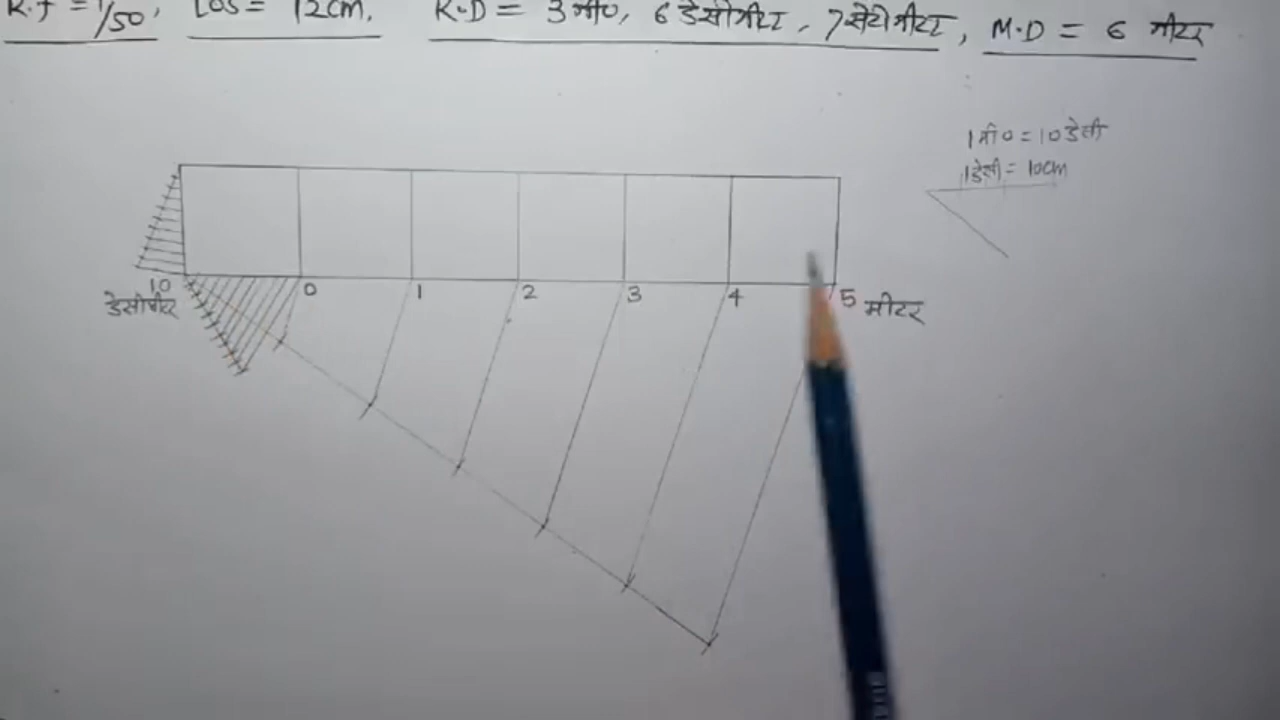 R.F = 1/50, LOS = 12cm, R.D = 3 मी०, 6 डेसीमीटर, 7 सेंटीमीटर, M.D = 6 मीटर
1 मी० = 10 डेसी
1 डेसी = 10cm
10 0 1 2 3 4 5 मीटर
डेसीमीटर